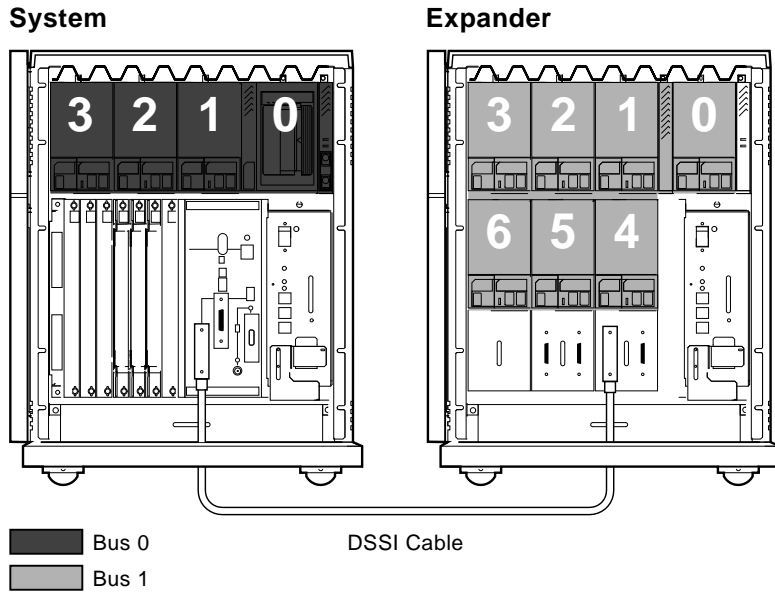 System
Expander
3 2 1 0
3 2 1 0
6 5 4
Bus 0
DSSI Cable
Bus 1